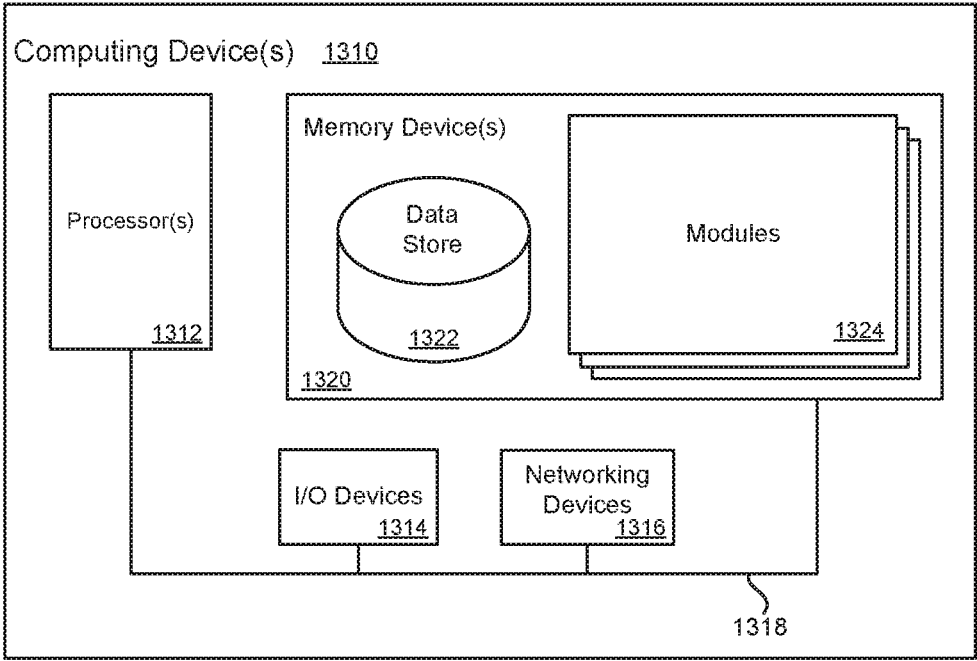 Computing Device(s) 1310
Processor(s)
1312
Memory Device(s)
Data
Store
1322
1320
Modules
1324
I/O Devices
1314
Networking
Devices
1316
1318